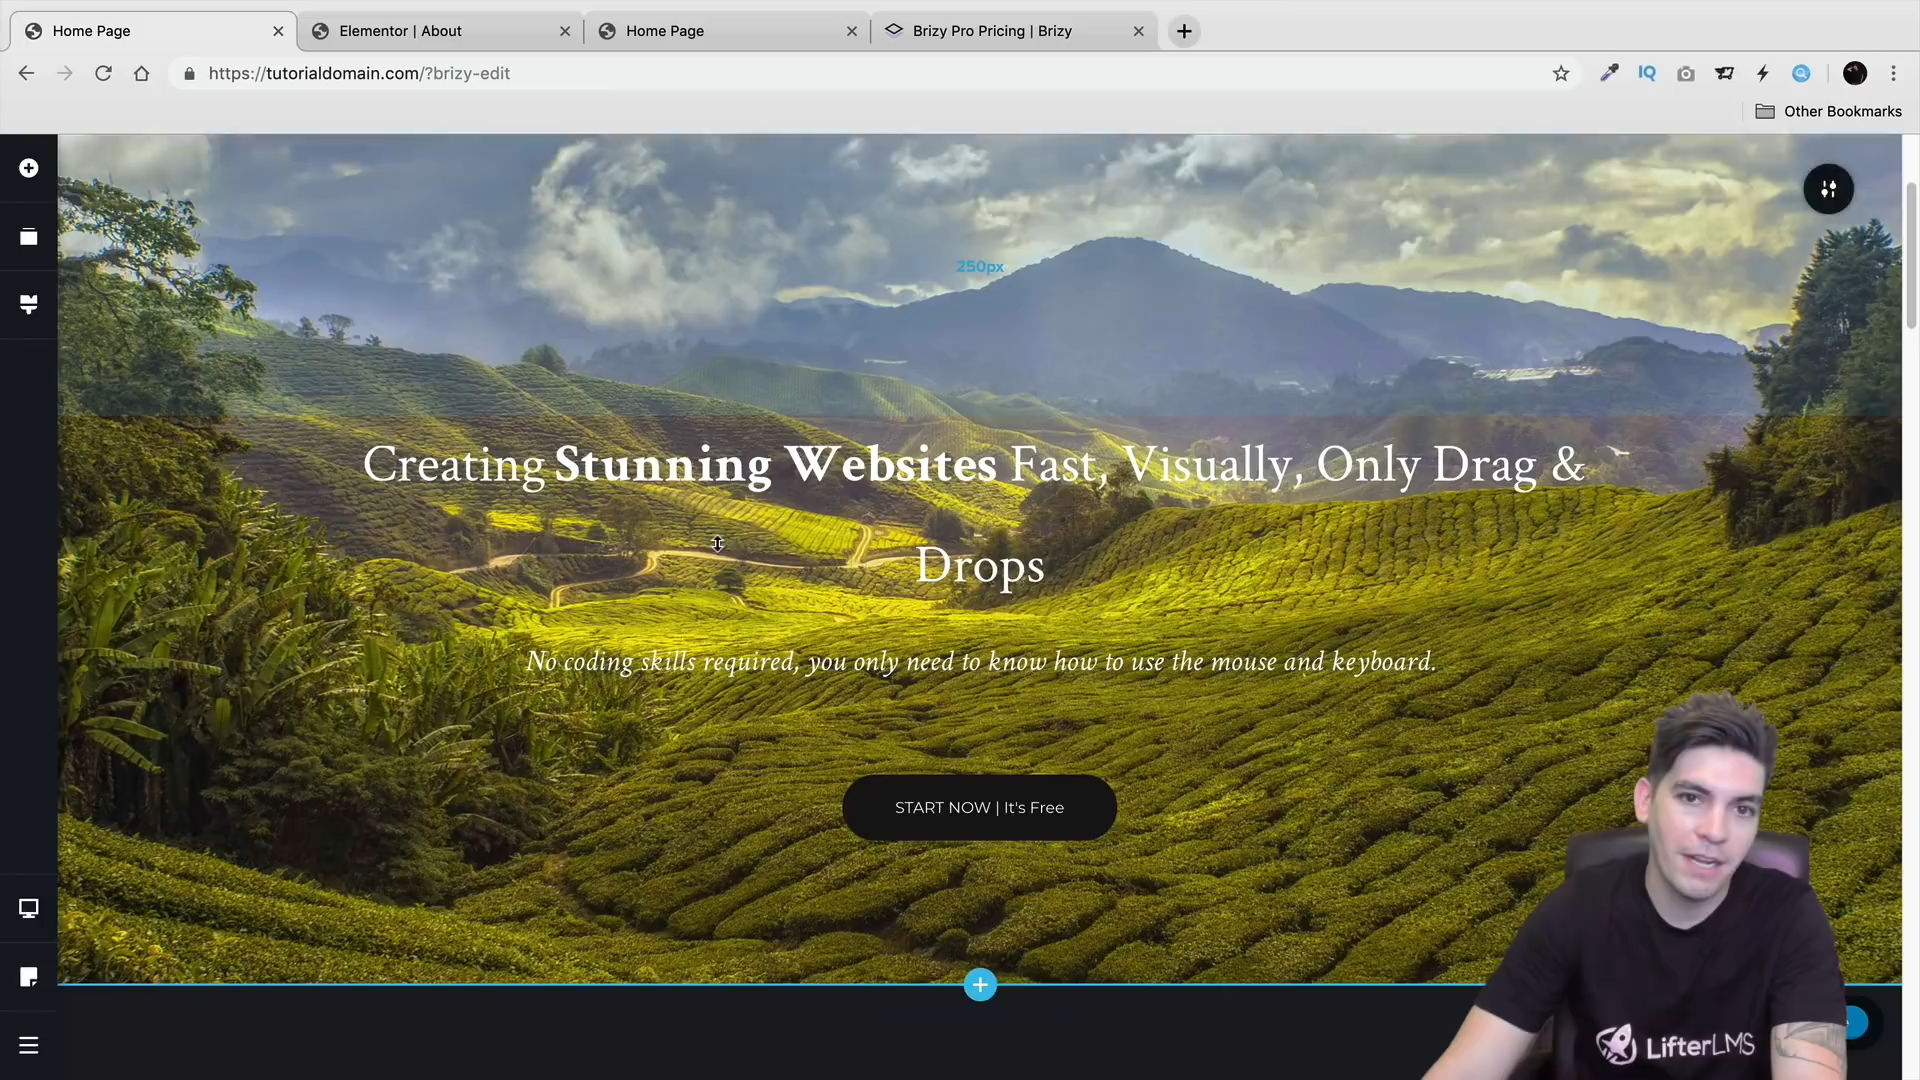 Home Page
Elementor | About
Home Page
Brizy Pro Pricing | Brizy
https://tutorialdomain.com/?brizy-edit
IQ
Other Bookmarks
250px
Creating Stunning Websites Fast, Visually, Only Drag &
Drops
No coding skills required, you only need to know how to use the mouse and keyboard.
START NOW | It's Free
LifterLMS